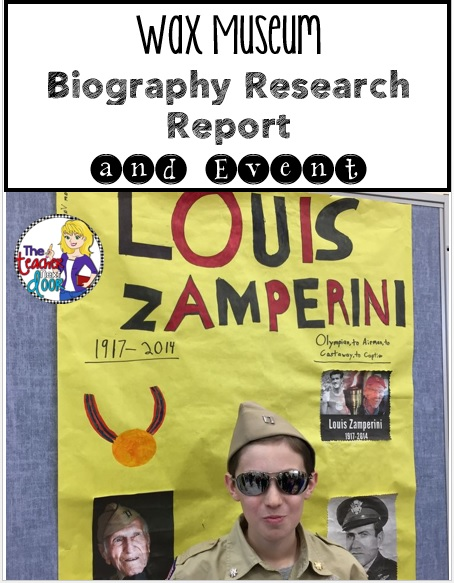 Wax Museum
Biography Research
Report
and Event
LOUIS
The
teacher
next
door
ZAMPERINI
1917-2014
Olympian, to Airman, to
Castaway, to
Louis Zamperini
1917-2014